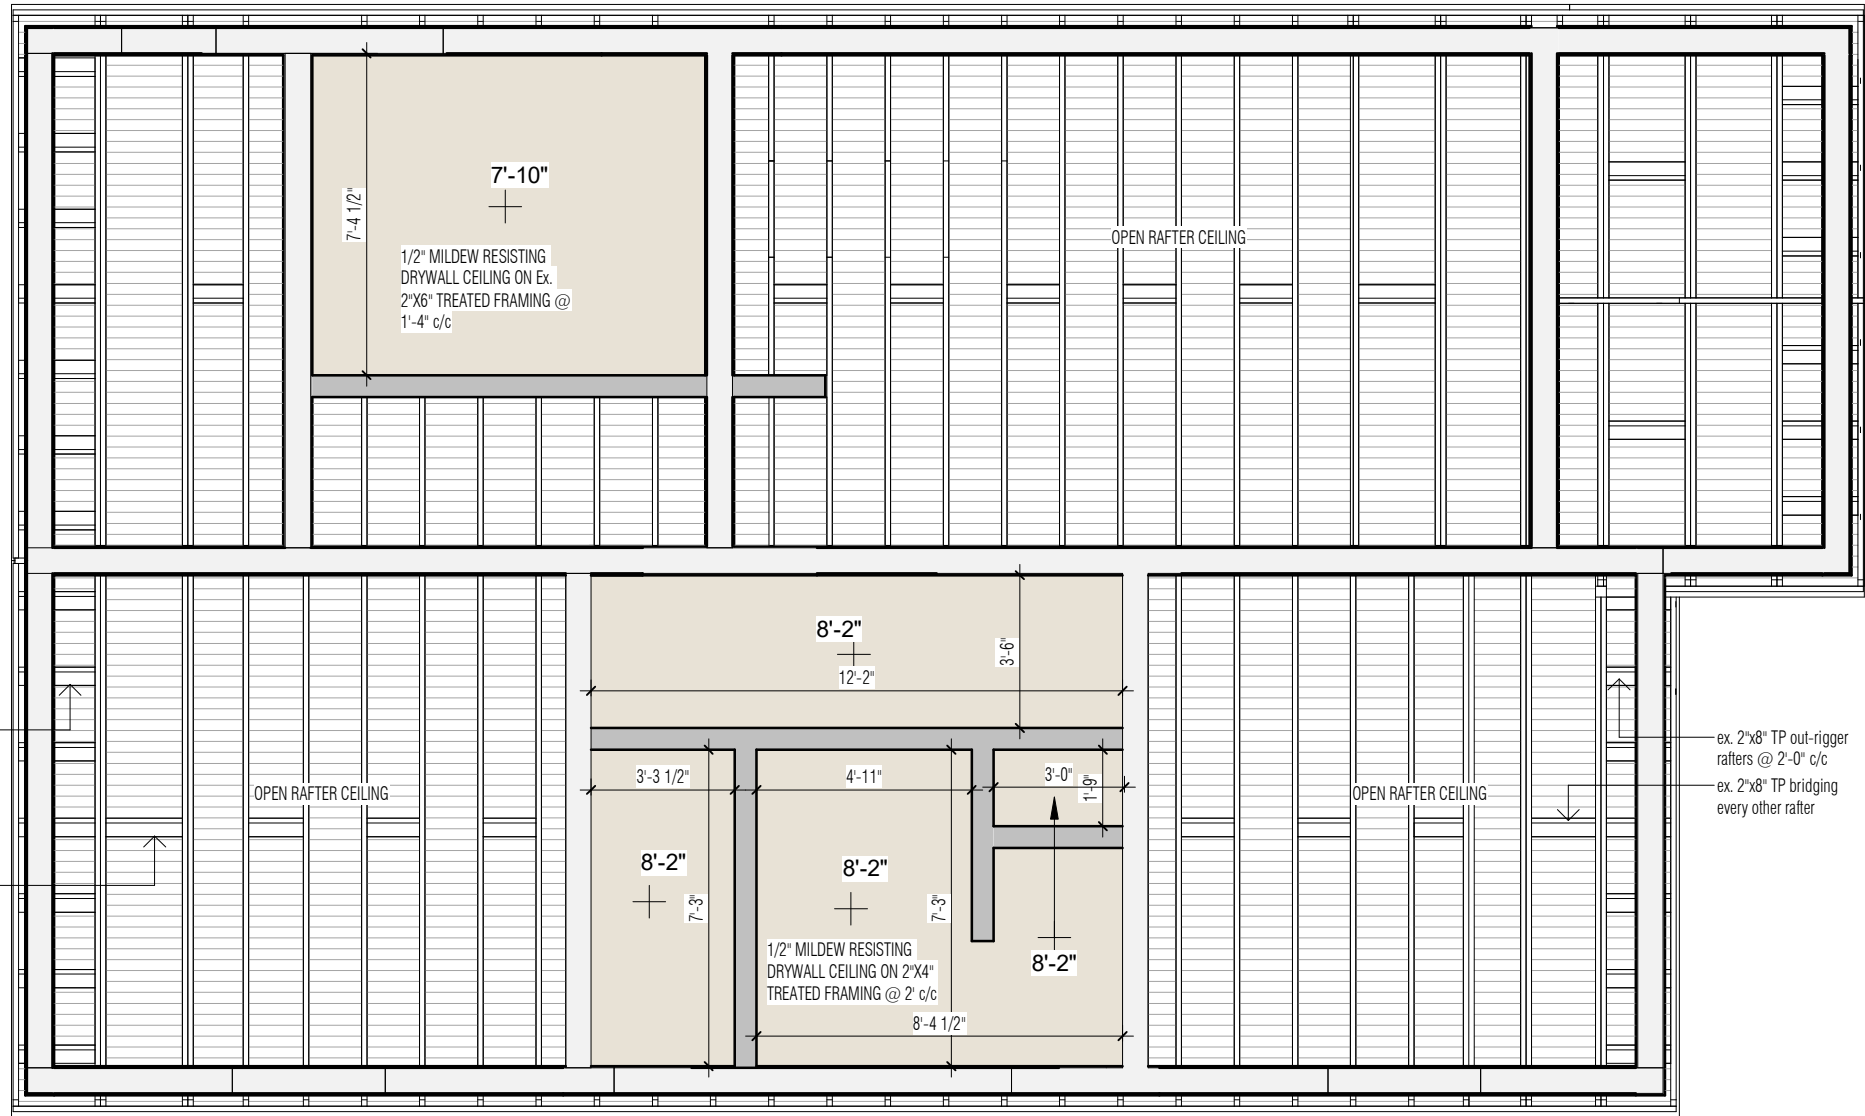 7'-10"
7'-4 1/2"
1/2" MILDEW RESISTING
DRYWALL CEILING ON Ex.
2"X6" TREATED FRAMING @
1'-4" c/c
OPEN RAFTER CEILING
8'-2"
12'-2"
3'-6"
3'-3 1/2"
4'-11"
3'-0"
1'-9"
OPEN RAFTER CEILING
8'-2"
7'-3"
8'-2"
7'-3"
1/2" MILDEW RESISTING
DRYWALL CEILING ON 2"X4"
TREATED FRAMING @ 2' c/c
8'-2"
8'-4 1/2"
OPEN RAFTER CEILING
ex. 2"x8" TP out-rigger
rafters @ 2'-0" c/c
ex. 2"x8" TP bridging
every other rafter